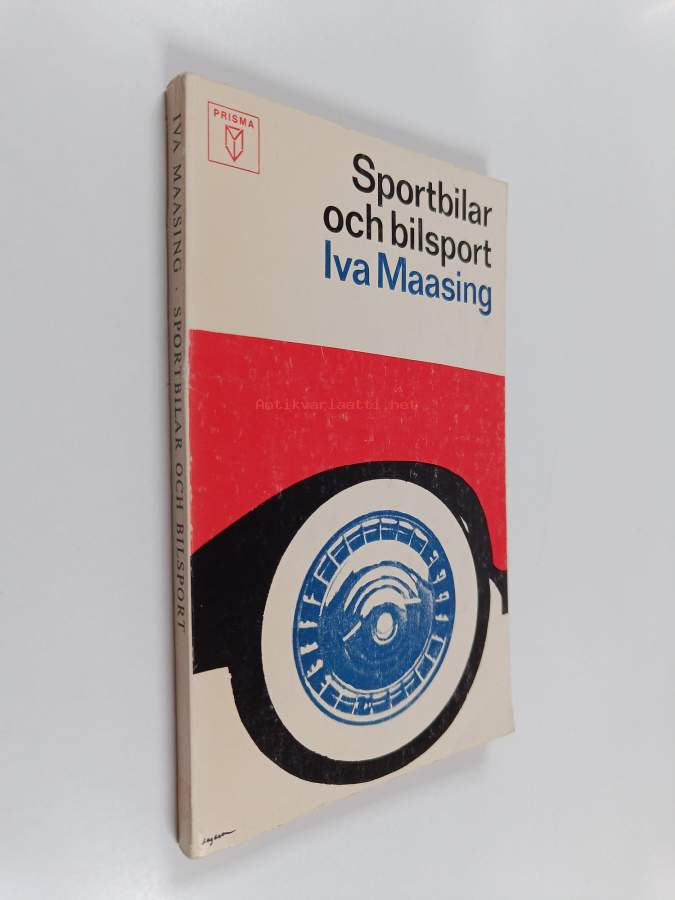 PRISMA
Sportbilar
och bilsport
Iva Maasing
IVA MAASING · SPORTBILAR OCH BILSPORT
Antikvariaatti.net